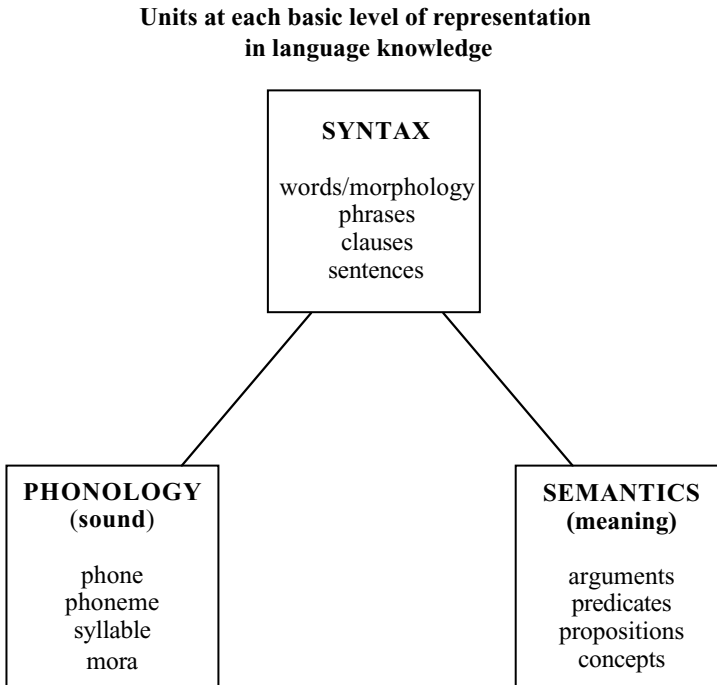 Units at each basic level of representation
in language knowledge
SYNTAX
words/morphology
phrases
clauses
sentences
PHONOLOGY
(sound)
phone
phoneme
syllable
mora
SEMANTICS
(meaning)
arguments
predicates
propositions
concepts